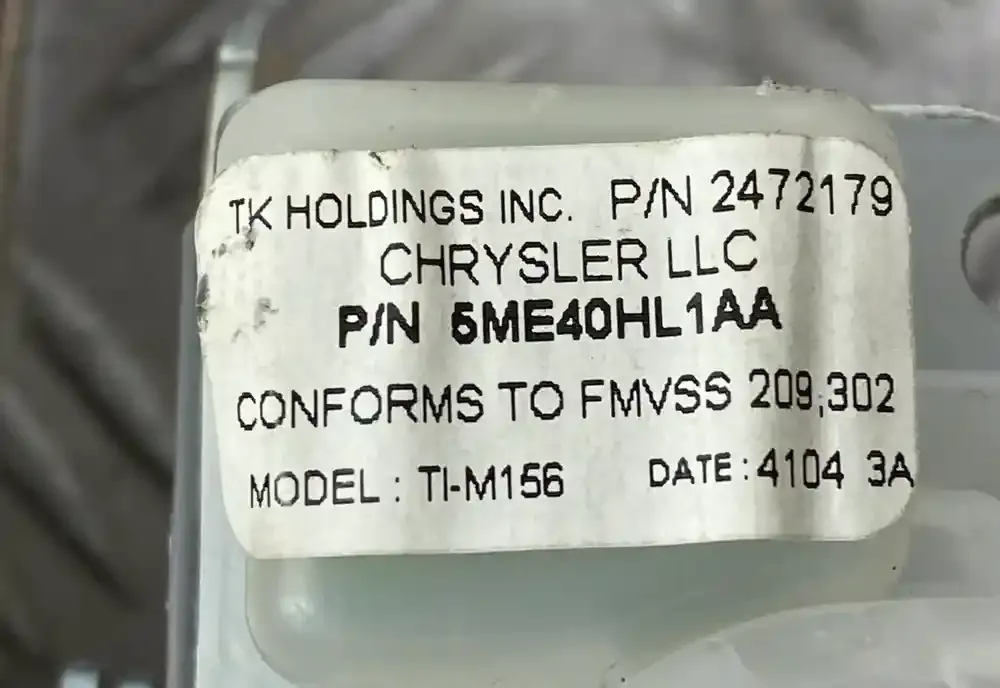 TK HOLDINGS INC. P/N 2472179
CHRYSLER LLC
P/N 5ME40HL1AA
CONFORMS TO FMVSS 209,302
MODEL : TI-M156 DATE : 4104 3A